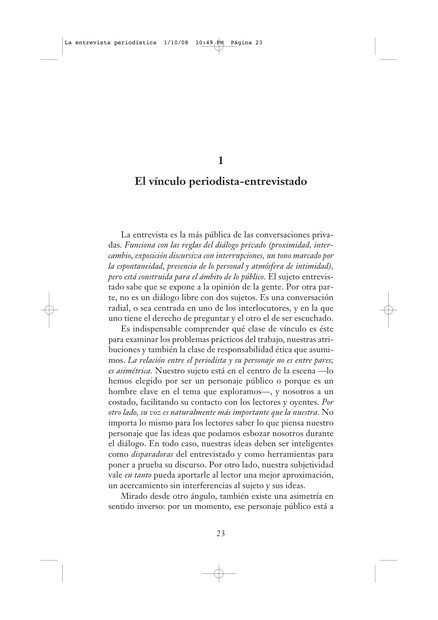 La entrevista periodística  1/10/08  10:49 PM  Página 23
1
El vínculo periodista-entrevistado
La entrevista es la más pública de las conversaciones priva-
das. Funciona con las reglas del diálogo privado (proximidad, inter-
cambio, exposición discursiva con interrupciones, un tono marcado por
la espontaneidad, presencia de lo personal y atmósfera de intimidad),
pero está construida para el ámbito de lo público. El sujeto entrevis-
tado sabe que se expone a la opinión de la gente. Por otra par-
te, no es un diálogo libre con dos sujetos. Es una conversación
radial, o sea centrada en uno de los interlocutores, y en la que
uno tiene el derecho de preguntar y el otro el de ser escuchado.
Es indispensable comprender qué clase de vínculo es éste
para examinar los problemas prácticos del trabajo, nuestras atri-
buciones y también la clase de responsabilidad ética que asumi-
mos. La relación entre el periodista y su personaje no es entre pares;
es asimétrica. Nuestro sujeto está en el centro de la escena —lo
hemos elegido por ser un personaje público o porque es un
hombre clave en el tema que exploramos—, y nosotros a un
costado, facilitando su contacto con los lectores y oyentes. Por
otro lado, su voz es naturalmente más importante que la nuestra. No
importa lo mismo para los lectores saber lo que piensa nuestro
personaje que las ideas que podamos esbozar nosotros durante
el diálogo. En todo caso, nuestras ideas deben ser inteligentes
como disparadoras del entrevistado y como herramientas para
poner a prueba su discurso. Por otro lado, nuestra subjetividad
vale en tanto pueda aportarle al lector una mejor aproximación,
un acercamiento sin interferencias al sujeto y sus ideas.
Mirado desde otro ángulo, también existe una asimetría en
sentido inverso: por un momento, ese personaje público está a
23